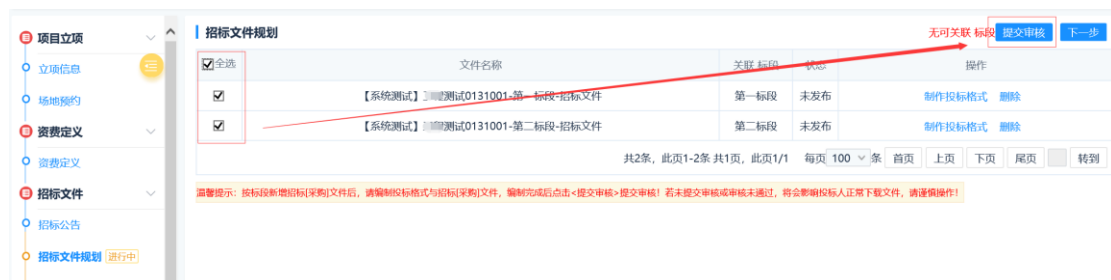 项目立项
立项信息
场地预约
资费定义
资费定义
招标文件
招标公告
招标文件规划 进行中
招标文件规划
无可关联 标段 提交审核 下一步
全选 文件名称 关联 标段 状态 操作
【系统测试】 测试0131001-第一标段-招标文件 第一标段 未发布 制作投标格式 删除
【系统测试】 测试0131001-第二标段-招标文件 第二标段 未发布 制作投标格式 删除
共2条，此页1-2条 共1页，此页1/1 每页 100 条 首页 上页 下页 尾页 转到
温馨提示：按标段新增招标[采购]文件后，请编制投标格式与招标[采购]文件，编制完成后点击<提交审核>提交审核！若未提交审核或审核未通过，将会影响投标人正常下载文件，请谨慎操作！